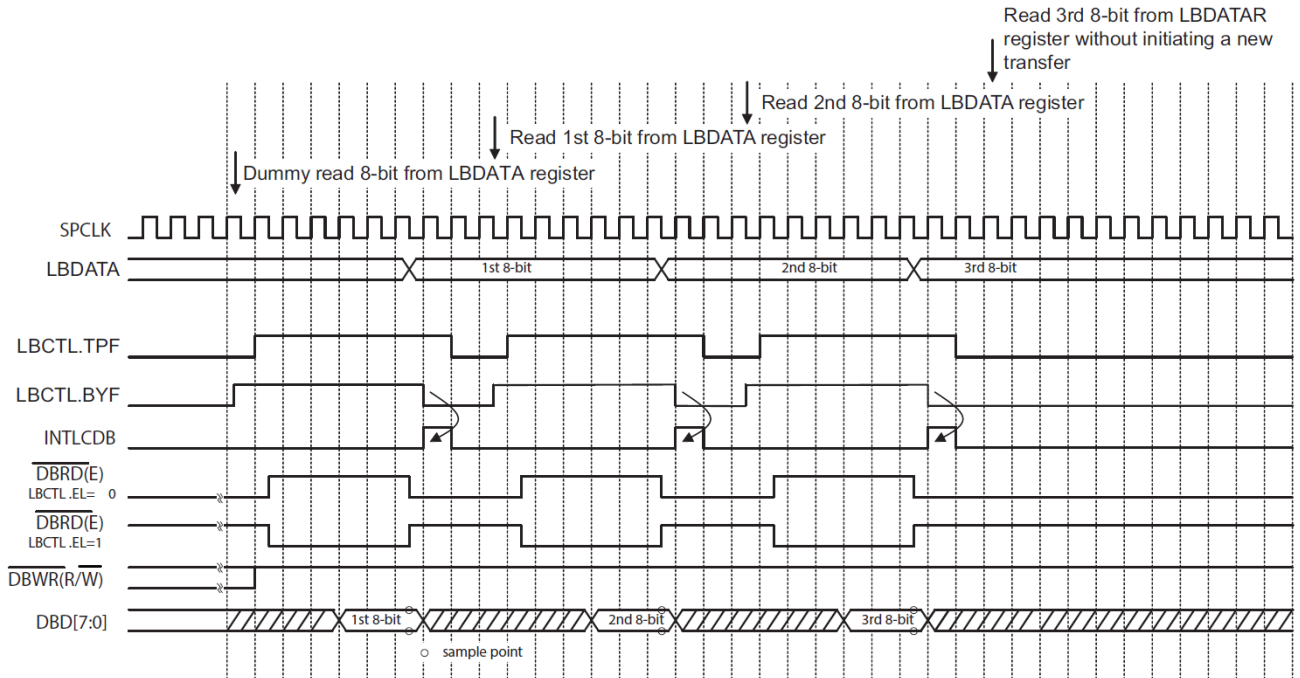 Read 3rd 8-bit from LBDATAR
register without initiating a new
transfer
Read 2nd 8-bit from LBDATA register
Read 1st 8-bit from LBDATA register
Dummy read 8-bit from LBDATA register
SPCLK
LBDATA
1st 8-bit
2nd 8-bit
3rd 8-bit
LBCTL.TPF
LBCTL.BYF
INTLCDB
DBRD(E)
LBCTL .EL= 0
DBRD(E)
LBCTL .EL=1
DBWR(R/W)
DBD[7:0]
1st 8-bit
2nd 8-bit
3rd 8-bit
sample point